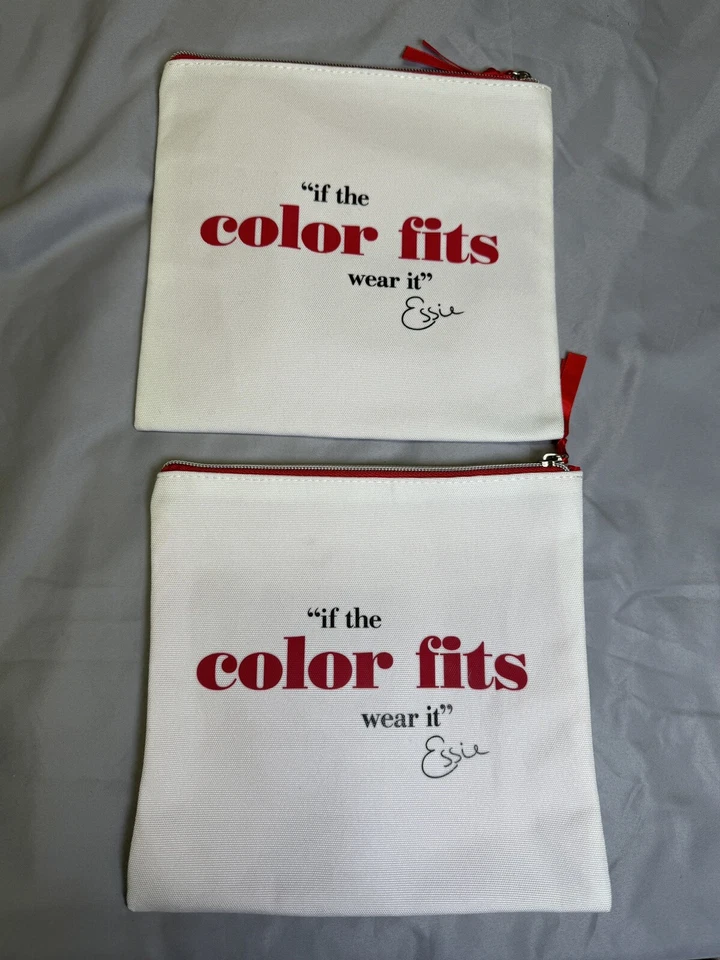 “if the
color fits
wear it”
Essie
“if the
color fits
wear it”
Essie